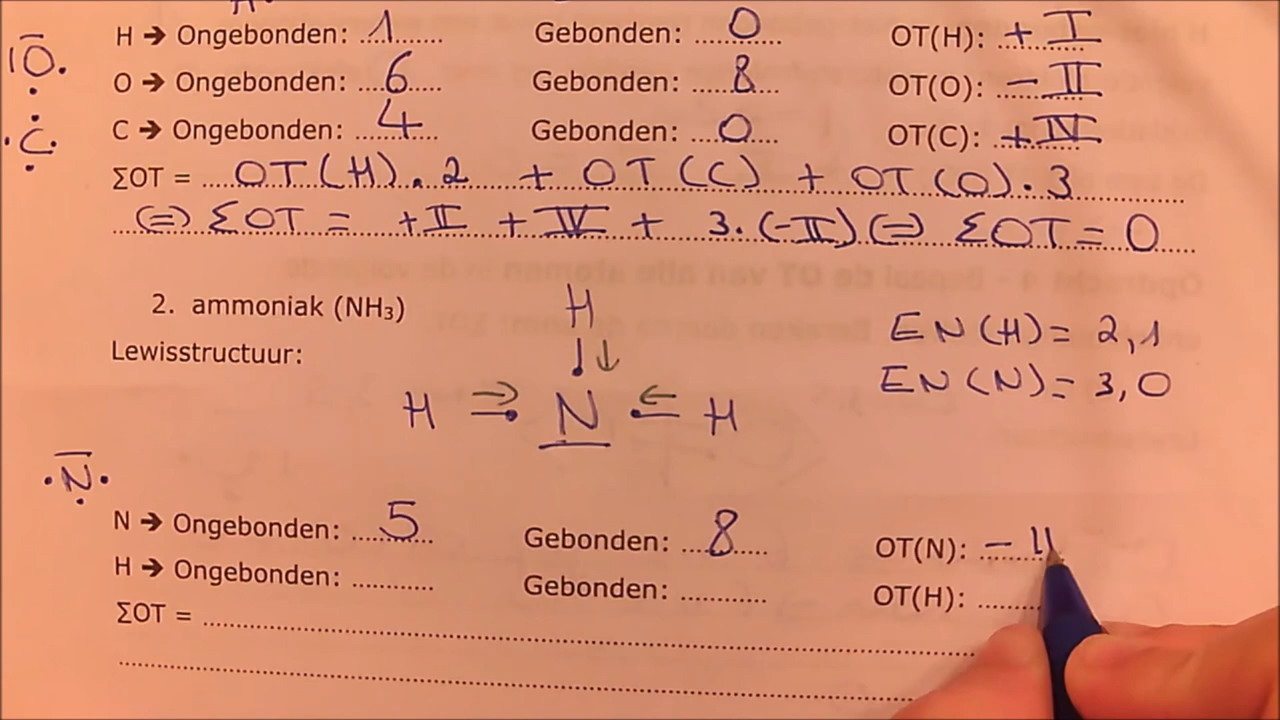 H → Ongebonden: 1 Gebonden: 0 OT(H): + I
|O. O → Ongebonden: 6 Gebonden: 8 OT(O): - II
.C. C → Ongebonden: 4 Gebonden: 0 OT(C): + IV
ΣOT = OT(H).2 + OT(C) + OT(O).3
(=) ΣOT = +II +IV + 3.(-II) (=) ΣOT = 0
2. ammoniak (NH₃)
H
EN(H) = 2,1
Lewisstructuur:
EN(N) = 3,0
H → N ← H
.N.
N → Ongebonden: 5 Gebonden: 8 OT(N): - II
H → Ongebonden: Gebonden: OT(H):
ΣOT =